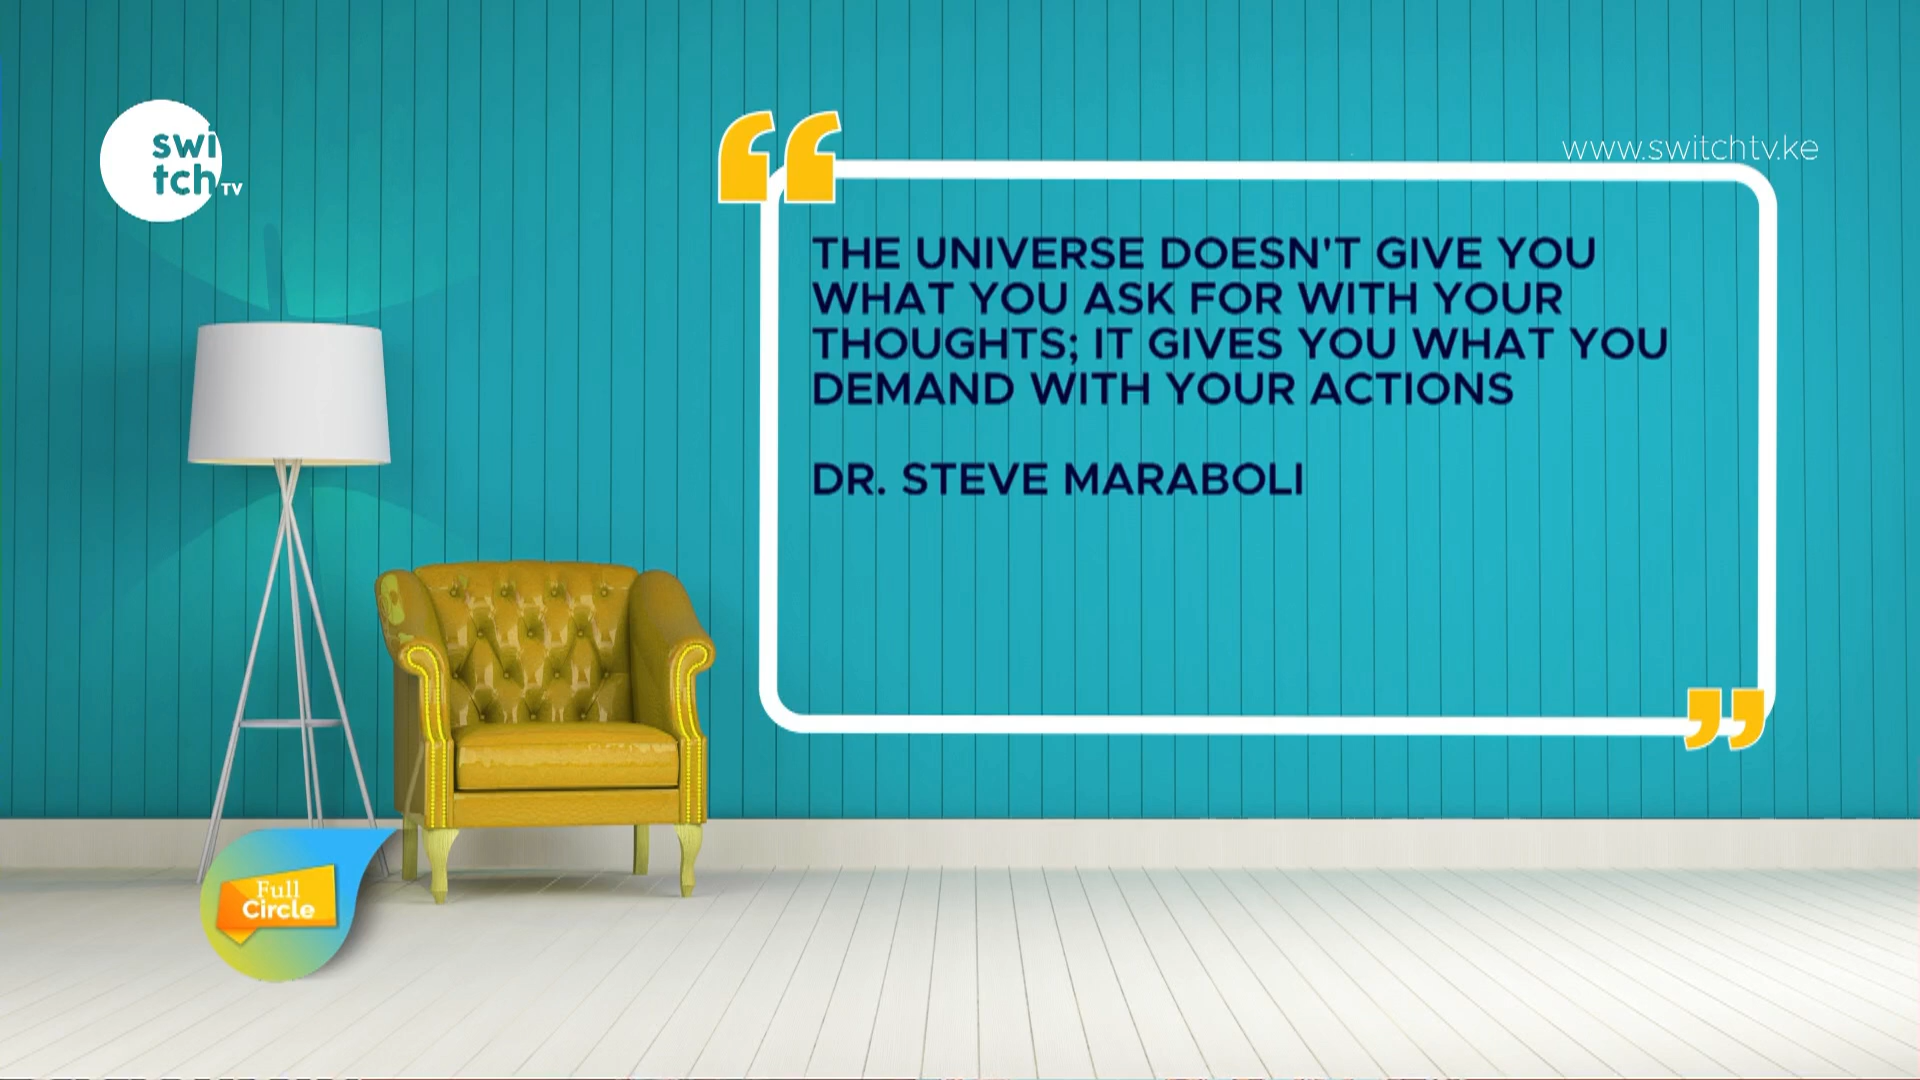 swi
tch TV
www.switchtv.ke
THE UNIVERSE DOESN'T GIVE YOU
WHAT YOU ASK FOR WITH YOUR
THOUGHTS; IT GIVES YOU WHAT YOU
DEMAND WITH YOUR ACTIONS
DR. STEVE MARABOLI
Full
Circle